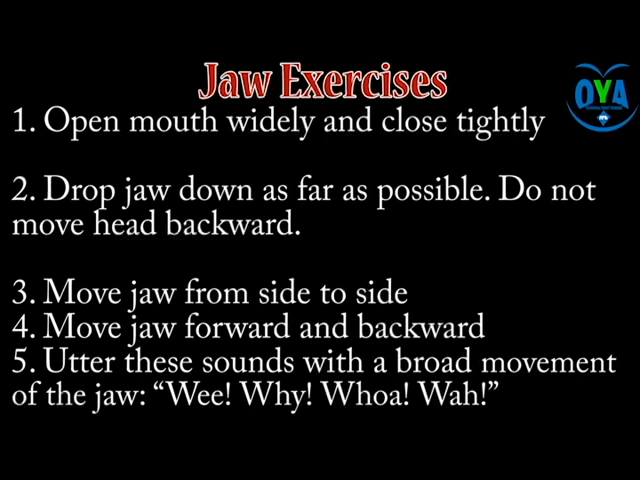 Jaw Exercises
OYA
1. Open mouth widely and close tightly
2. Drop jaw down as far as possible. Do not
move head backward.
3. Move jaw from side to side
4. Move jaw forward and backward
5. Utter these sounds with a broad movement
of the jaw: “Wee! Why! Whoa! Wah!”